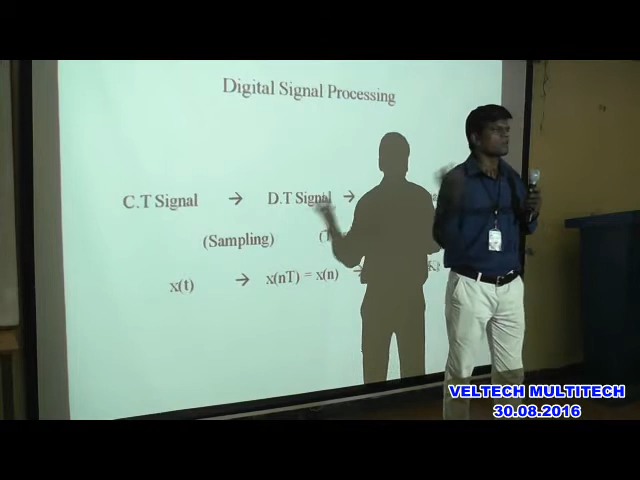 Digital Signal Processing
C.T Signal → D.T Signal →
(Sampling)
x(t) → x(nT) = x(n)
VELTECH MULTITECH
30.08.2016